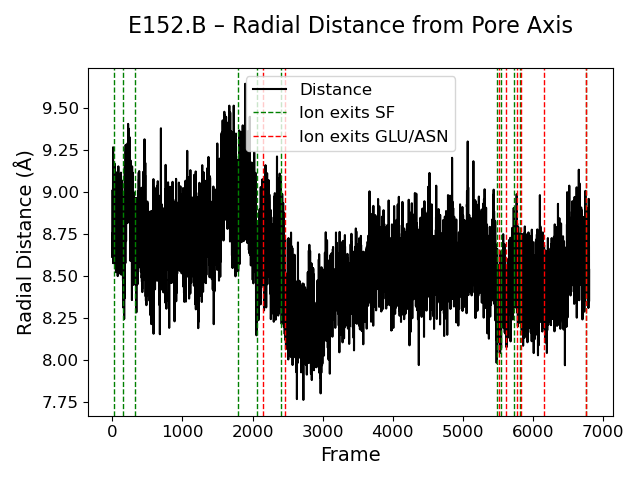 E152.B – Radial Distance from Pore Axis
Distance
Ion exits SF
Ion exits GLU/ASN
Radial Distance (Å)
9.50
9.25
9.00
8.75
8.50
8.25
8.00
7.75
0
1000
2000
3000
4000
5000
6000
7000
Frame